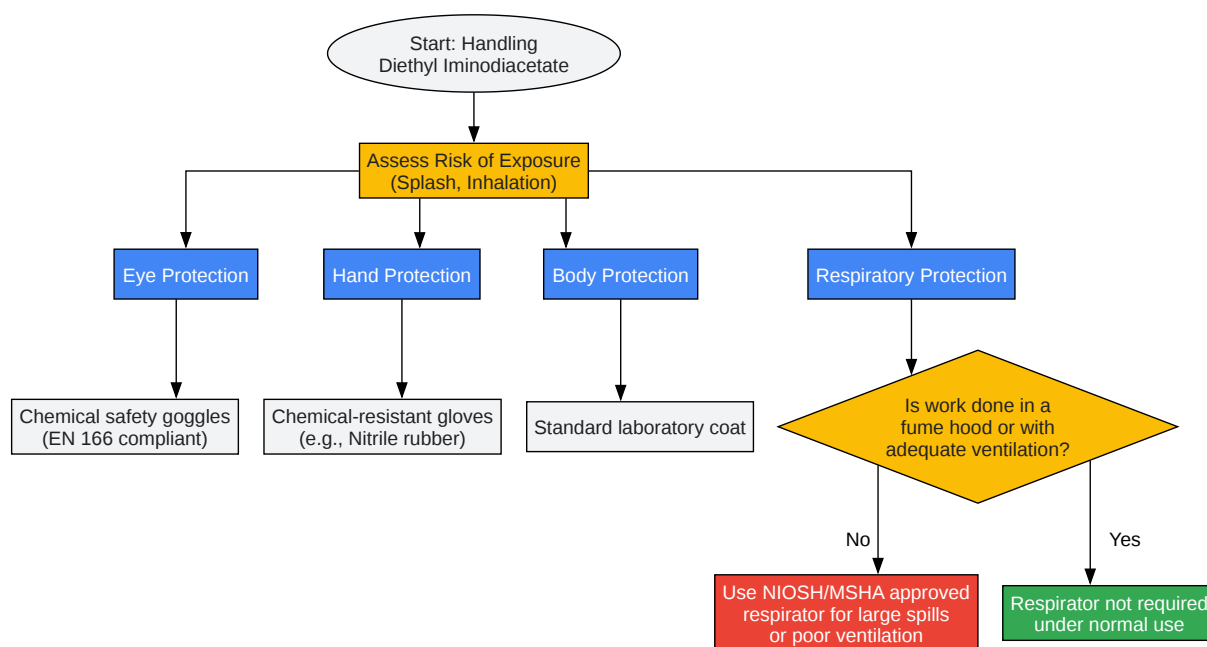 Start: Handling
Diethyl Iminodiacetate
Assess Risk of Exposure
(Splash, Inhalation)
Eye Protection
Hand Protection
Body Protection
Respiratory Protection
Chemical safety goggles
(EN 166 compliant)
Chemical-resistant gloves
(e.g., Nitrile rubber)
Standard laboratory coat
Is work done in a
fume hood or with
adequate ventilation?
No
Yes
Use NIOSH/MSHA approved
respirator for large spills
or poor ventilation
Respirator not required
under normal use